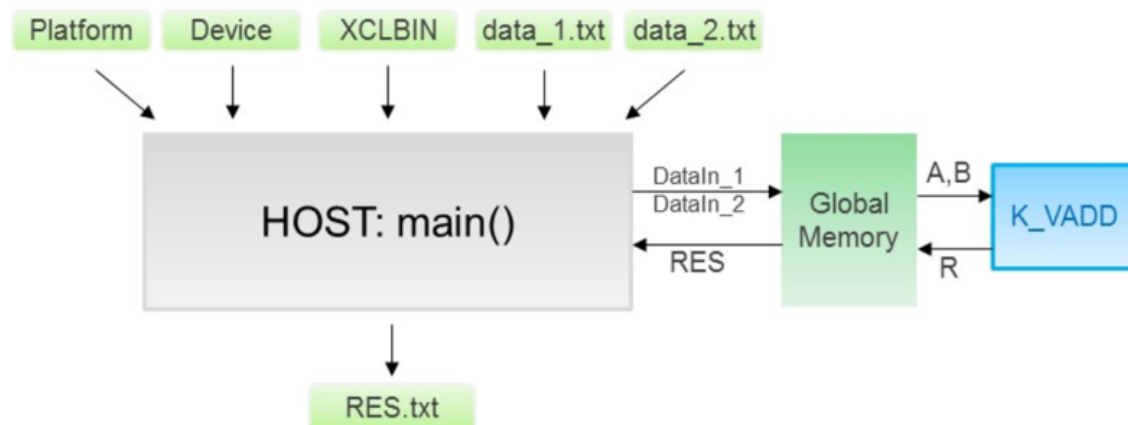 Platform
Device
XCLBIN
data_1.txt
data_2.txt
HOST: main()
DataIn_1
DataIn_2
RES
Global
Memory
A,B
R
K_VADD
RES.txt